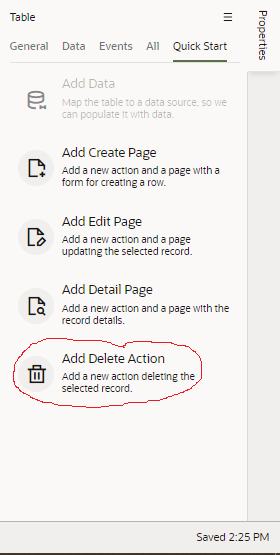 Table
Properties
General Data Events All Quick Start
Add Data
Map the table to a data source, so we
can populate it with data.
Add Create Page
Add a new action and a page with a
form for creating a row.
Add Edit Page
Add a new action and a page
updating the selected record.
Add Detail Page
Add a new action and a page with the
record details.
Add Delete Action
Add a new action deleting the
selected record.
Saved 2:25 PM